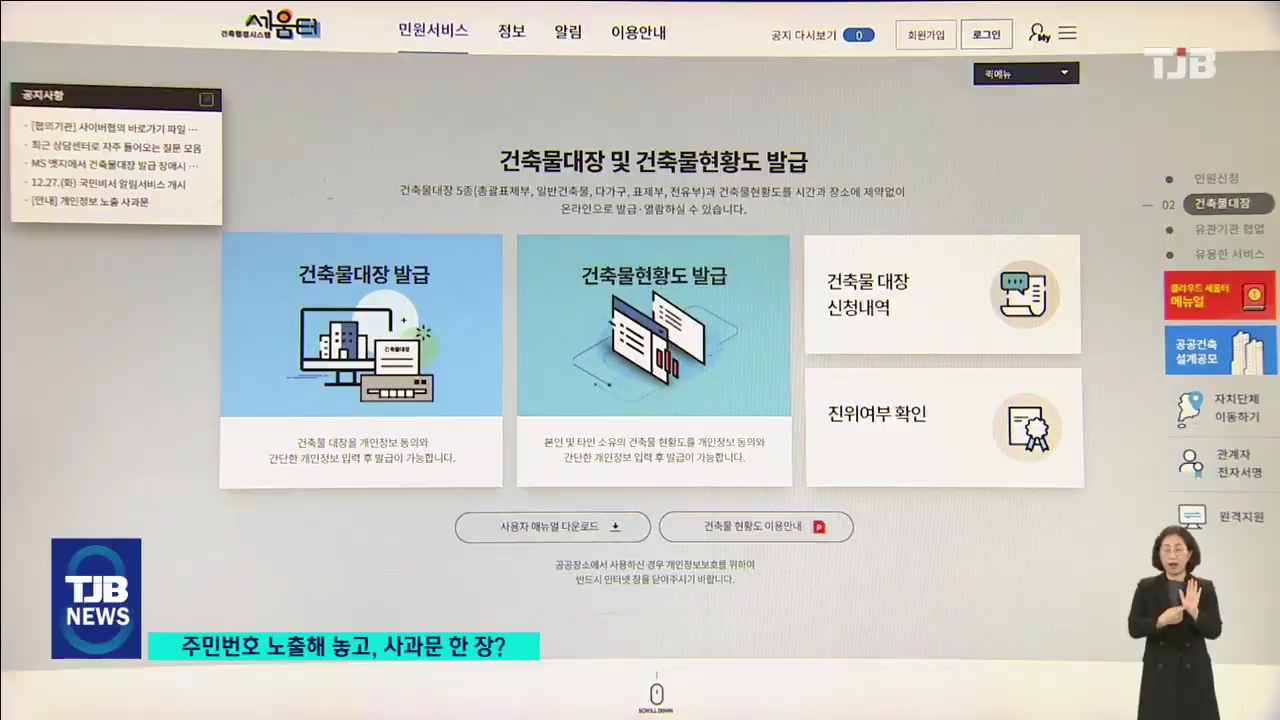 건축행정시스템 세움터
민원서비스 정보 알림 이용안내
공지 다시보기 0 회원가입 로그인 My
퀵메뉴
TJB
공지사항
· [협의기관] 사이버협의 바로가기 파일 ···
· 최근 상담센터로 자주 들어오는 질문 모음
· MS 엣지에서 건축물대장 발급 장애시 ···
· 12.27.(화) 국민비서 알림서비스 개시
· [안내] 개인정보 노출 사과문
건축물대장 및 건축물현황도 발급
건축물대장 5종(총괄표제부, 일반건축물, 다가구, 표제부, 전유부)과 건축물현황도를 시간과 장소에 제약없이
온라인으로 발급·열람하실 수 있습니다.
건축물대장 발급
건축물대장
건축물 대장을 개인정보 동의와
간단한 개인정보 입력 후 발급이 가능합니다.
건축물현황도 발급
본인 및 타인 소유의 건축물 현황도를 개인정보 동의와
간단한 개인정보 입력 후 발급이 가능합니다.
건축물 대장
신청내역
진위여부 확인
민원신청
02 건축물대장
유관기관 협업
유용한 서비스
클라우드 세움터
메뉴얼
공공건축
설계공모
자치단체
이동하기
관계자
전자서명
원격지원
사용자 매뉴얼 다운로드
건축물 현황도 이용안내
공공장소에서 사용하신 경우 개인정보보호를 위하여
반드시 인터넷 창을 닫아주시기 바랍니다.
TJB
NEWS
주민번호 노출해 놓고, 사과문 한 장?
SCROLL DOWN